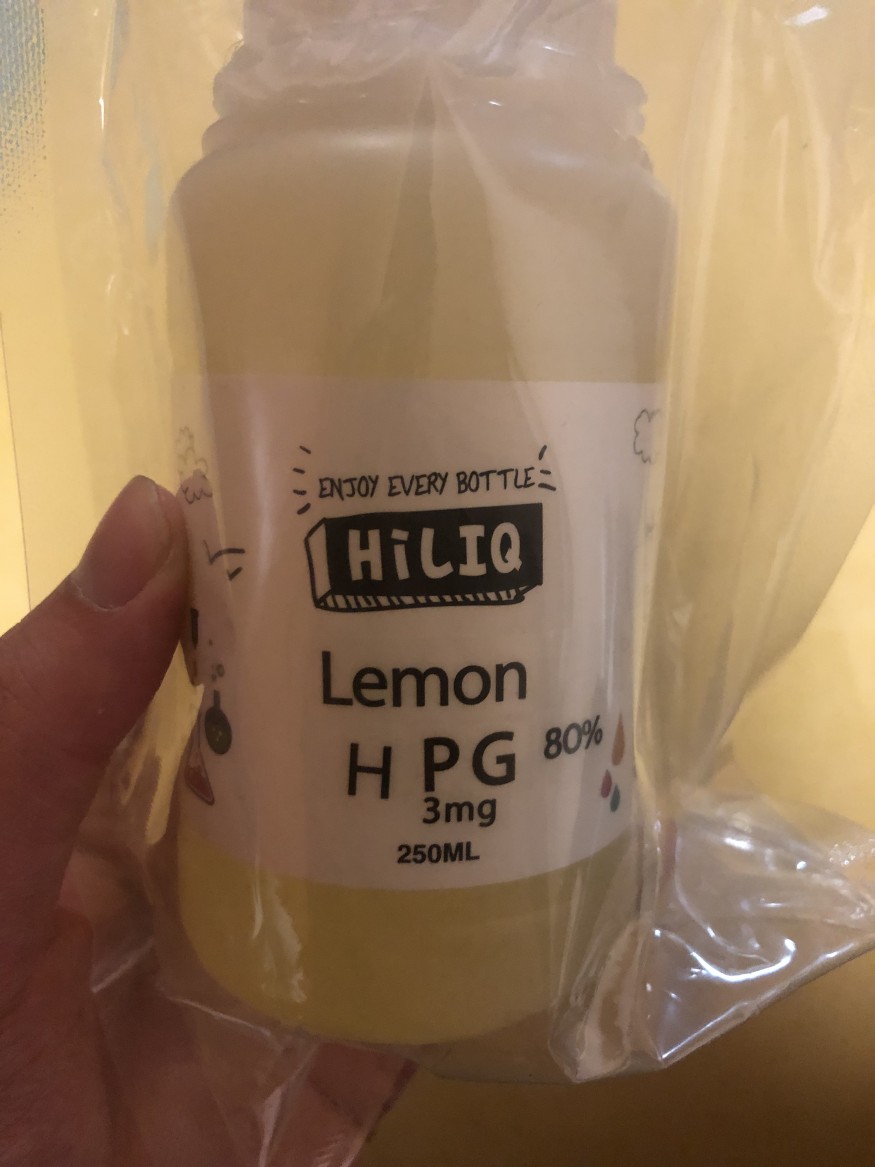 ENJOY EVERY BOTTLE
HiLIQ
Lemon
H PG 80%
3mg
250ML